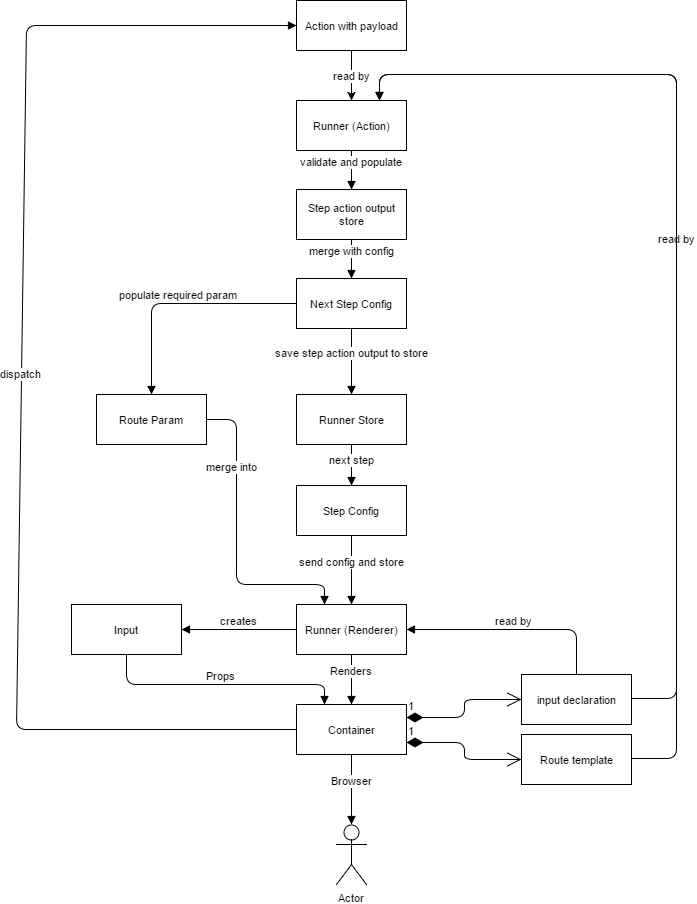 Action with payload
read by
Runner (Action)
validate and populate
Step action output
store
read by
merge with config
populate required param
Next Step Config
save step action output to store
dispatch
Route Param
Runner Store
merge into
next step
Step Config
send config and store
Input
creates
Runner (Renderer)
read by
Props
Renders
1
input declaration
Container
1
Route template
Browser
Actor